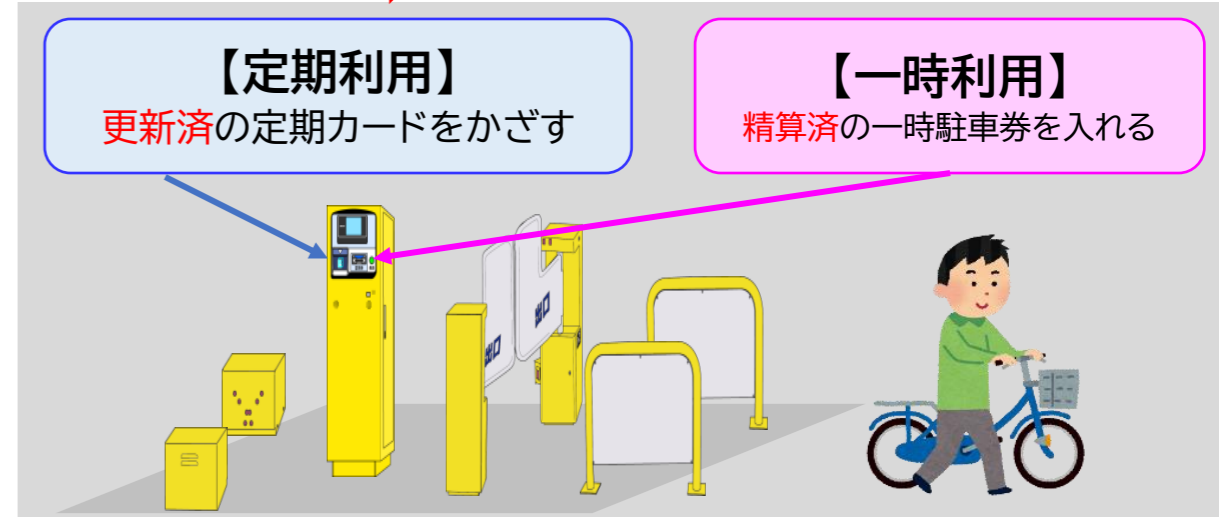 【定期利用】
更新済の定期カードをかざす
【一時利用】
精算済の一時駐車券を入れる
出口
出口